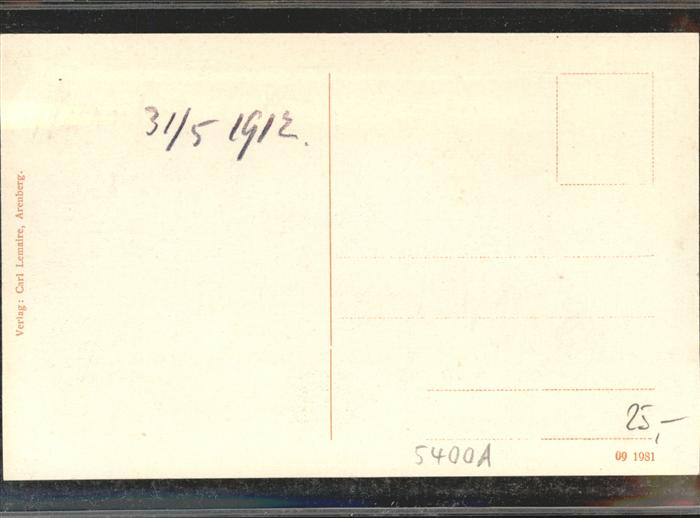 31/5 1912.
Verlag: Carl Lemaire, Arenberg.
25,-
5400A
09 1981